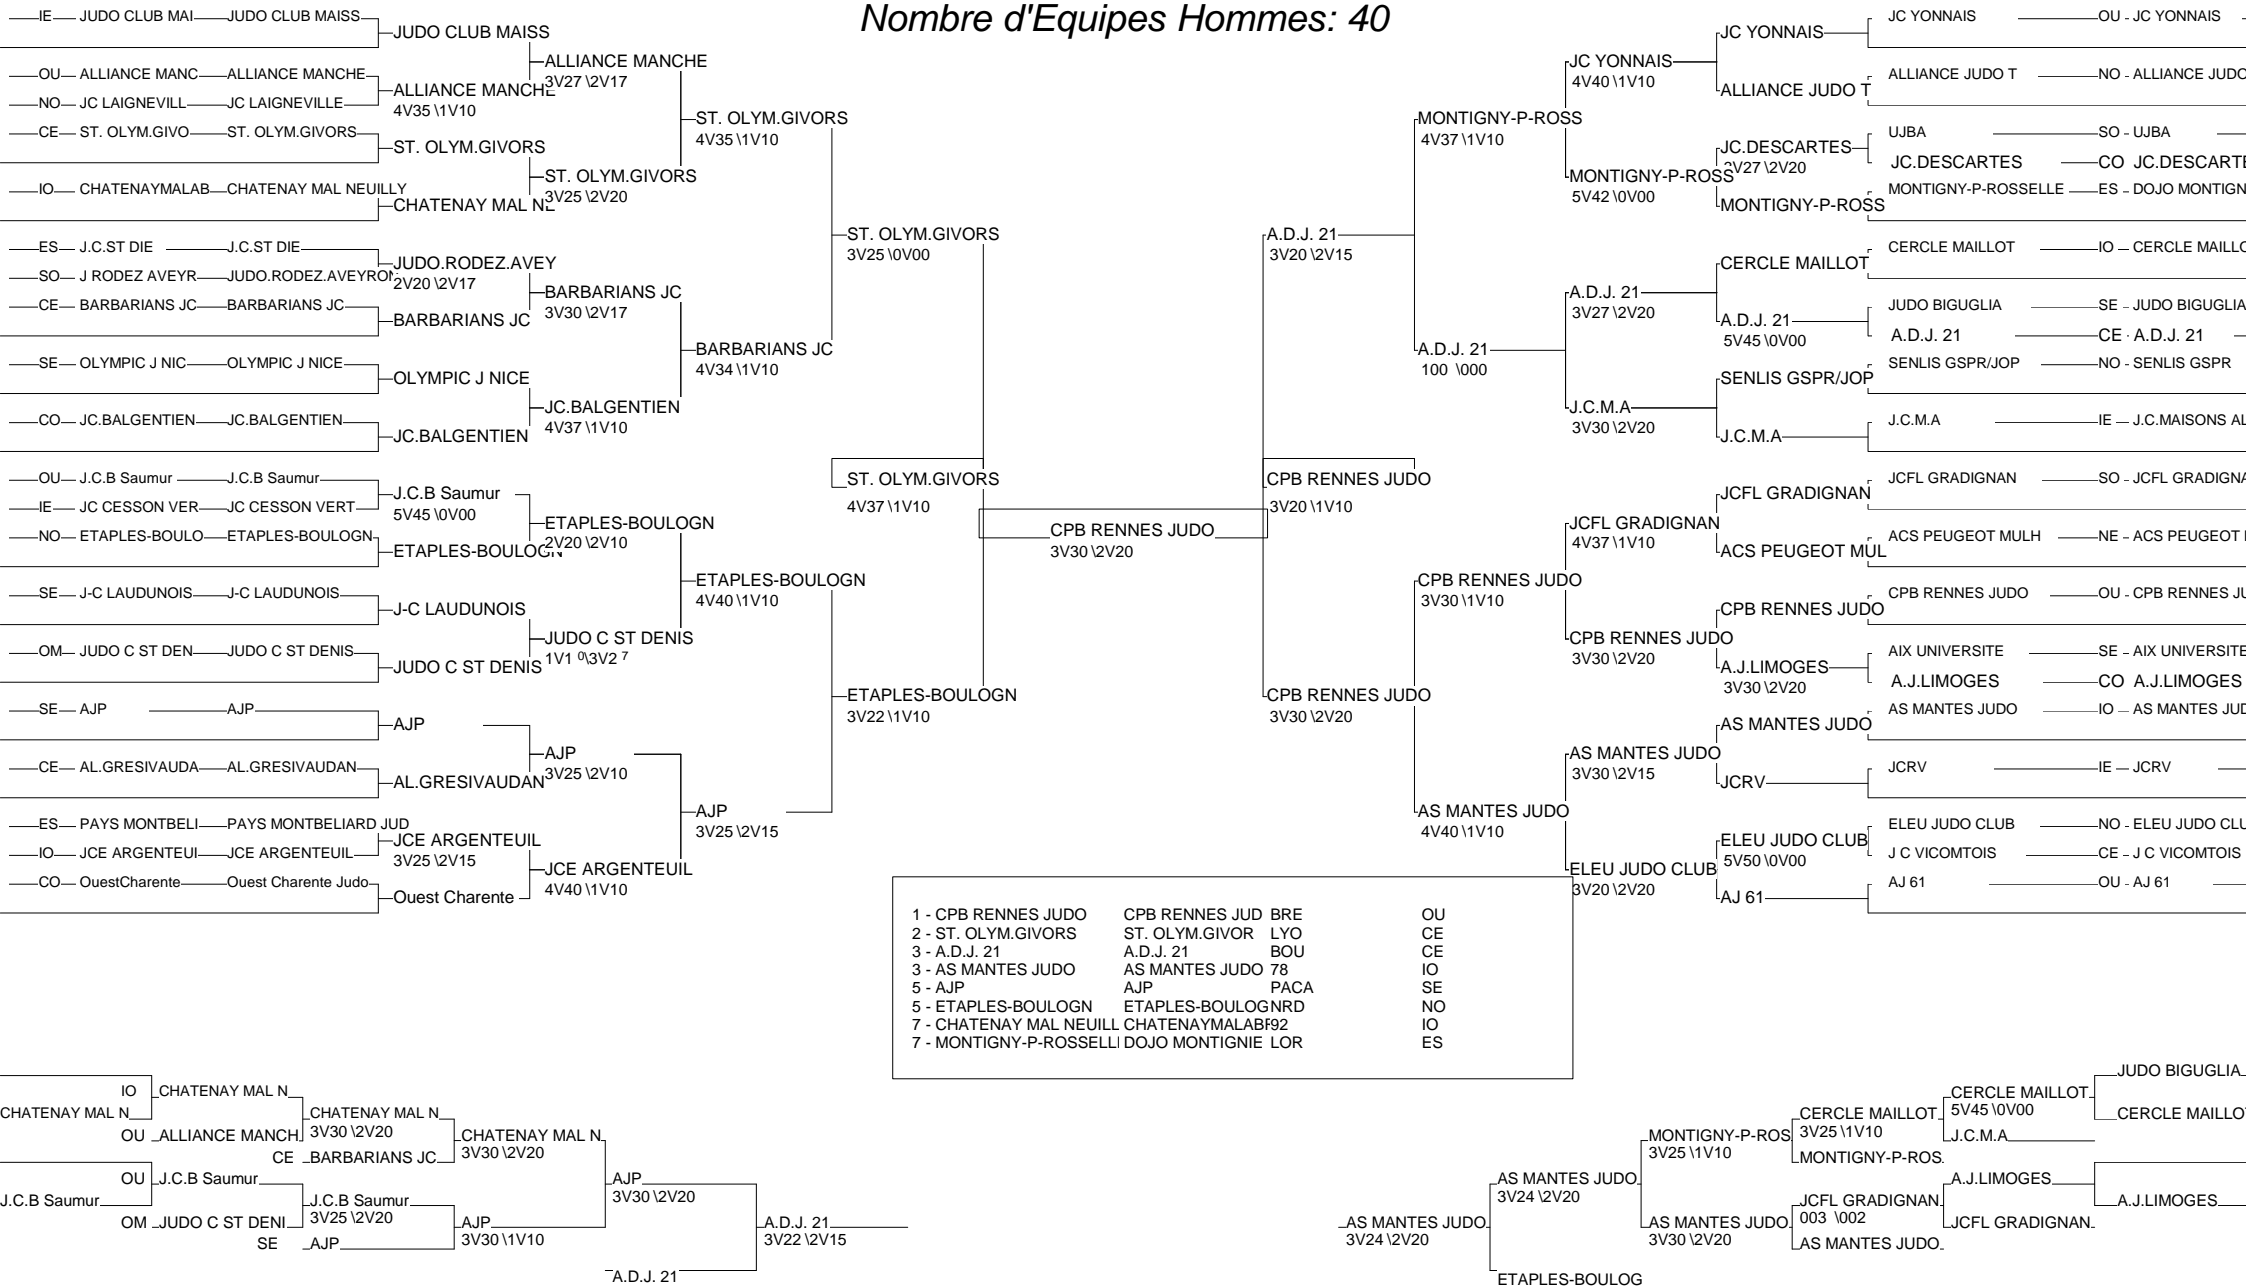 Nombre d'Equipes Hommes: 40
IE JUDO CLUB MAI JUDO CLUB MAISS
OU ALLIANCE MANC ALLIANCE MANCHE
NO JC LAIGNEVILL JC LAIGNEVILLE
CE ST. OLYM.GIVO ST. OLYM.GIVORS
IO CHATENAYMALAB CHATENAY MAL NEUILLY
ES J.C.ST DIE J.C.ST DIE
SO J RODEZ AVEYR JUDO.RODEZ.AVEYRON
CE BARBARIANS JC BARBARIANS JC
SE OLYMPIC J NIC OLYMPIC J NICE
CO JC.BALGENTIEN JC.BALGENTIEN
OU J.C.B Saumur J.C.B Saumur
IE JC CESSON VER JC CESSON VERT
NO ETAPLES-BOULO ETAPLES-BOULOGN
SE J-C LAUDUNOIS J-C LAUDUNOIS
OM JUDO C ST DEN JUDO C ST DENIS
SE AJP AJP
CE AL.GRESIVAUDA AL.GRESIVAUDAN
ES PAYS MONTBELI PAYS MONTBELIARD JUD
IO JCE ARGENTEUI JCE ARGENTEUIL
CO OuestCharente Ouest Charente Judo
JUDO CLUB MAISS
ALLIANCE MANCHE
4V35 \1V10
ST. OLYM.GIVORS
CHATENAY MAL NE
JUDO.RODEZ.AVEY
2V20 \2V17
BARBARIANS JC
OLYMPIC J NICE
JC.BALGENTIEN
J.C.B Saumur
5V45 \0V00
ETAPLES-BOULOGN
J-C LAUDUNOIS
JUDO C ST DENIS
AJP
AL.GRESIVAUDAN
JCE ARGENTEUIL
3V25 \2V15
Ouest Charente
ALLIANCE MANCHE
3V27 \2V17
ST. OLYM.GIVORS
3V25 \2V20
BARBARIANS JC
3V30 \2V17
JC.BALGENTIEN
4V37 \1V10
ETAPLES-BOULOGN
2V20 \2V10
JUDO C ST DENIS
1V1 0\3V2 7
AJP
3V25 \2V10
JCE ARGENTEUIL
4V40 \1V10
ST. OLYM.GIVORS
4V35 \1V10
BARBARIANS JC
4V34 \1V10
ETAPLES-BOULOGN
4V40 \1V10
AJP
3V25 \2V15
ST. OLYM.GIVORS
3V25 \0V00
ST. OLYM.GIVORS
4V37 \1V10
ETAPLES-BOULOGN
3V22 \1V10
CPB RENNES JUDO
3V30 \2V20
A.D.J. 21
3V20 \2V15
CPB RENNES JUDO
3V20 \1V10
CPB RENNES JUDO
3V30 \2V20
MONTIGNY-P-ROSS
4V37 \1V10
A.D.J. 21
100 \000
CPB RENNES JUDO
3V30 \1V10
AS MANTES JUDO
4V40 \1V10
JC YONNAIS
4V40 \1V10
MONTIGNY-P-ROSS
5V42 \0V00
A.D.J. 21
3V27 \2V20
J.C.M.A
3V30 \2V20
JCFL GRADIGNAN
4V37 \1V10
CPB RENNES JUDO
3V30 \2V20
AS MANTES JUDO
3V30 \2V15
ELEU JUDO CLUB
3V20 \2V20
JC YONNAIS
ALLIANCE JUDO T
JC.DESCARTES
V27 \2V20
MONTIGNY-P-ROSS
CERCLE MAILLOT
A.D.J. 21
5V45 \0V00
SENLIS GSPR/JOP
J.C.M.A
JCFL GRADIGNAN
ACS PEUGEOT MUL
CPB RENNES JUDO
A.J.LIMOGES
3V30 \2V20
AS MANTES JUDO
JCRV
ELEU JUDO CLUB
5V50 \0V00
AJ 61
JC YONNAIS OU - JC YONNAIS
ALLIANCE JUDO T NO - ALLIANCE JUDO
UJBA SO - UJBA
JC.DESCARTES CO JC.DESCARTE
MONTIGNY-P-ROSSELLE ES - DOJO MONTIGN
CERCLE MAILLOT IO - CERCLE MAILLO
JUDO BIGUGLIA SE - JUDO BIGUGLIA
A.D.J. 21 CE - A.D.J. 21
SENLIS GSPR/JOP NO - SENLIS GSPR
J.C.M.A IE - J.C.MAISONS AL
JCFL GRADIGNAN SO - JCFL GRADIGNA
ACS PEUGEOT MULH NE - ACS PEUGEOT
CPB RENNES JUDO OU - CPB RENNES JU
AIX UNIVERSITE SE - AIX UNIVERSITE
A.J.LIMOGES CO A.J.LIMOGES
AS MANTES JUDO IO - AS MANTES JUD
JCRV IE - JCRV
ELEU JUDO CLUB NO - ELEU JUDO CLU
J C VICOMTOIS CE - J C VICOMTOIS
AJ 61 OU - AJ 61
1 - CPB RENNES JUDO CPB RENNES JUD BRE OU
2 - ST. OLYM.GIVORS ST. OLYM.GIVOR LYO CE
3 - A.D.J. 21 A.D.J. 21 BOU CE
3 - AS MANTES JUDO AS MANTES JUDO 78 IO
5 - AJP AJP PACA SE
5 - ETAPLES-BOULOGN ETAPLES-BOULOG NRD NO
7 - CHATENAY MAL NEUILL CHATENAYMALABF 92 IO
7 - MONTIGNY-P-ROSSELLI DOJO MONTIGNIE LOR ES
IO CHATENAY MAL N
CHATENAY MAL N
OU ALLIANCE MANCH
CHATENAY MAL N
3V30 \2V20
CE BARBARIANS JC
CHATENAY MAL N
3V30 \2V20
OU J.C.B Saumur
J.C.B Saumur
OM JUDO C ST DENI
J.C.B Saumur
3V25 \2V20
SE AJP
AJP
3V30 \1V10
AJP
3V30 \2V20
A.D.J. 21
A.D.J. 21
3V22 \2V15
AS MANTES JUDO
3V24 \2V20
AS MANTES JUDO
3V24 \2V20
ETAPLES-BOULOG
MONTIGNY-P-ROS
3V25 \1V10
AS MANTES JUDO
3V30 \2V20
CERCLE MAILLOT
3V25 \1V10
MONTIGNY-P-ROS
JCFL GRADIGNAN
003 \002
AS MANTES JUDO
CERCLE MAILLOT
5V45 \0V00
J.C.M.A
A.J.LIMOGES
JCFL GRADIGNAN
JUDO BIGUGLIA
CERCLE MAILLO
A.J.LIMOGES